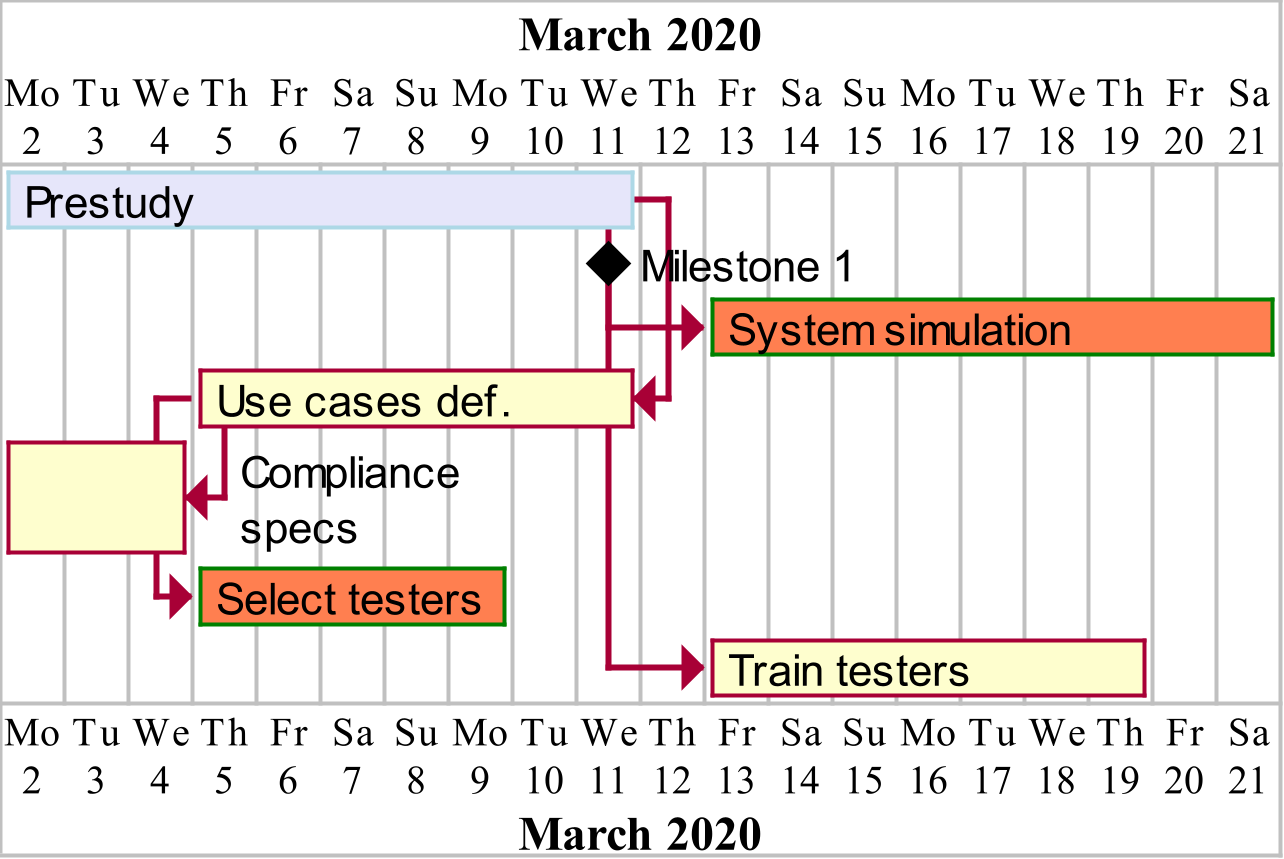 March 2020
Mo Tu We Th Fr Sa Su Mo Tu We Th Fr Sa Su Mo Tu We Th Fr Sa
2 3 4 5 6 7 8 9 10 11 12 13 14 15 16 17 18 19 20 21
Prestudy
Milestone 1
System simulation
Use cases def.
Compliance
specs
Select testers
Train testers
Mo Tu We Th Fr Sa Su Mo Tu We Th Fr Sa Su Mo Tu We Th Fr Sa
2 3 4 5 6 7 8 9 10 11 12 13 14 15 16 17 18 19 20 21
March 2020